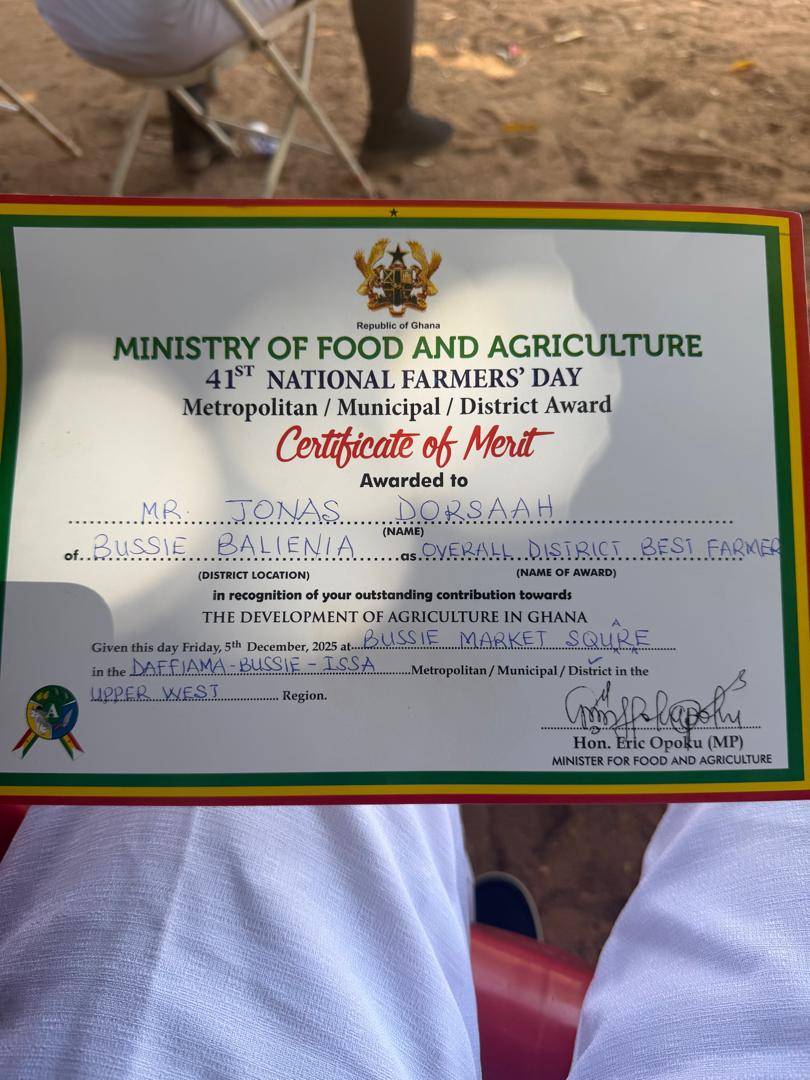 Republic of Ghana
MINISTRY OF FOOD AND AGRICULTURE
41ST NATIONAL FARMERS' DAY
Metropolitan / Municipal / District Award
Certificate of Merit
Awarded to
MR. JONAS DORSAAH
(NAME)
of BUSSIE BALIENIA as OVERALL DISTRICT BEST FARMER
(DISTRICT LOCATION) (NAME OF AWARD)
in recognition of your outstanding contribution towards
THE DEVELOPMENT OF AGRICULTURE IN GHANA
Given this day Friday, 5th December, 2025 at BUSSIE MARKET SQUARE
in the DAFFIAMA-BUSSIE-ISSA Metropolitan / Municipal / District in the
UPPER WEST Region.
Hon. Eric Opoku (MP)
MINISTER FOR FOOD AND AGRICULTURE